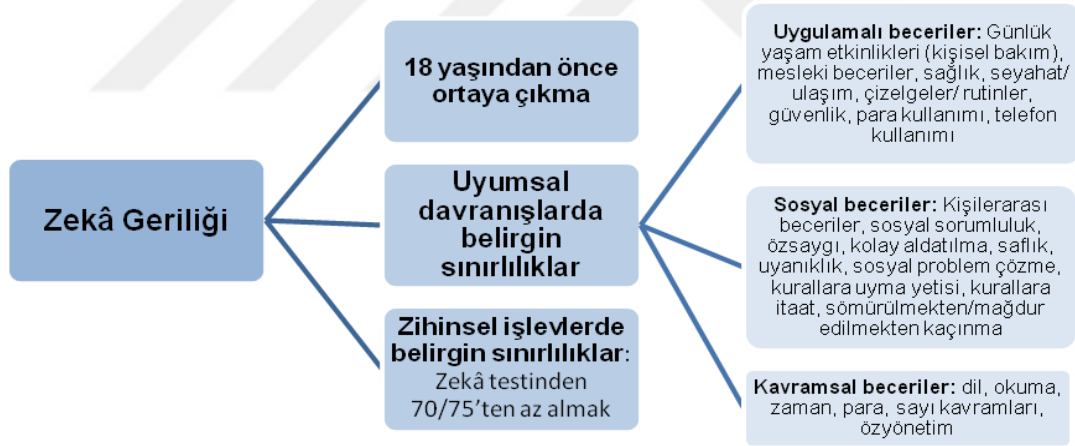 Zekâ Geriliği
18 yaşından önce
ortaya çıkma
Uyumsal
davranışlarda
belirgin
sınırlılıklar
Zihinsel işlevlerde
belirgin sınırlılıklar:
Zekâ testinden
70/75'ten az almak
Uygulamalı beceriler: Günlük
yaşam etkinlikleri (kişisel bakım),
mesleki beceriler, sağlık, seyahat/
ulaşım, çizelgeler/ rutinler,
güvenlik, para kullanımı, telefon
kullanımı
Sosyal beceriler: Kişilerarası
beceriler, sosyal sorumluluk,
özsaygı, kolay aldatılma, saflık,
uyanıklık, sosyal problem çözme,
kurallara uyma yetisi, kurallara
itaat, sömürülmekten/mağdur
edilmekten kaçınma
Kavramsal beceriler: dil, okuma,
zaman, para, sayı kavramları,
özyönetim